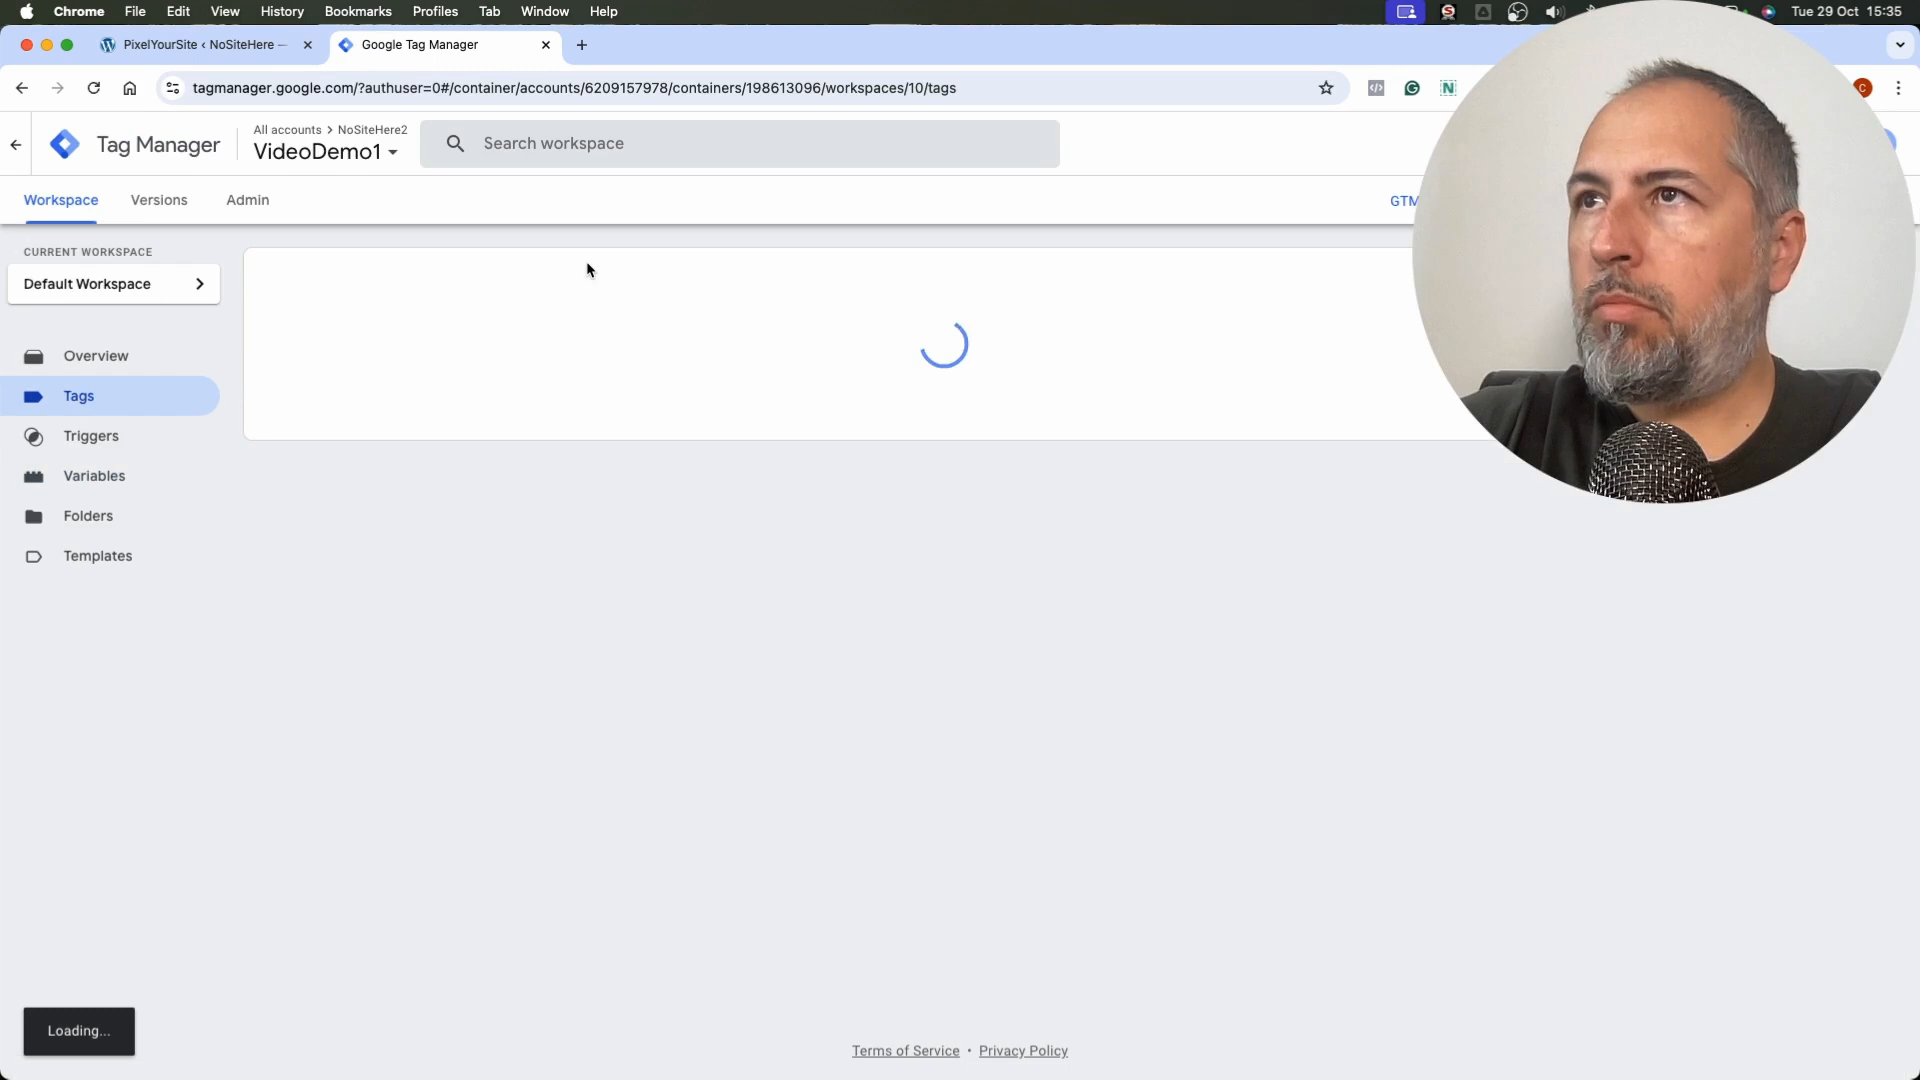 Chrome File Edit View History Bookmarks Profiles Tab Window Help Tue 29 Oct 15:35
PixelYourSite ‹ NoSiteHere —
Google Tag Manager
tagmanager.google.com/?authuser=0#/container/accounts/6209157978/containers/198613096/workspaces/10/tags
Tag Manager
All accounts > NoSiteHere2
VideoDemo1
Search workspace
Workspace Versions Admin
GTM
CURRENT WORKSPACE
Default Workspace
Overview
Tags
Triggers
Variables
Folders
Templates
Loading...
Terms of Service • Privacy Policy